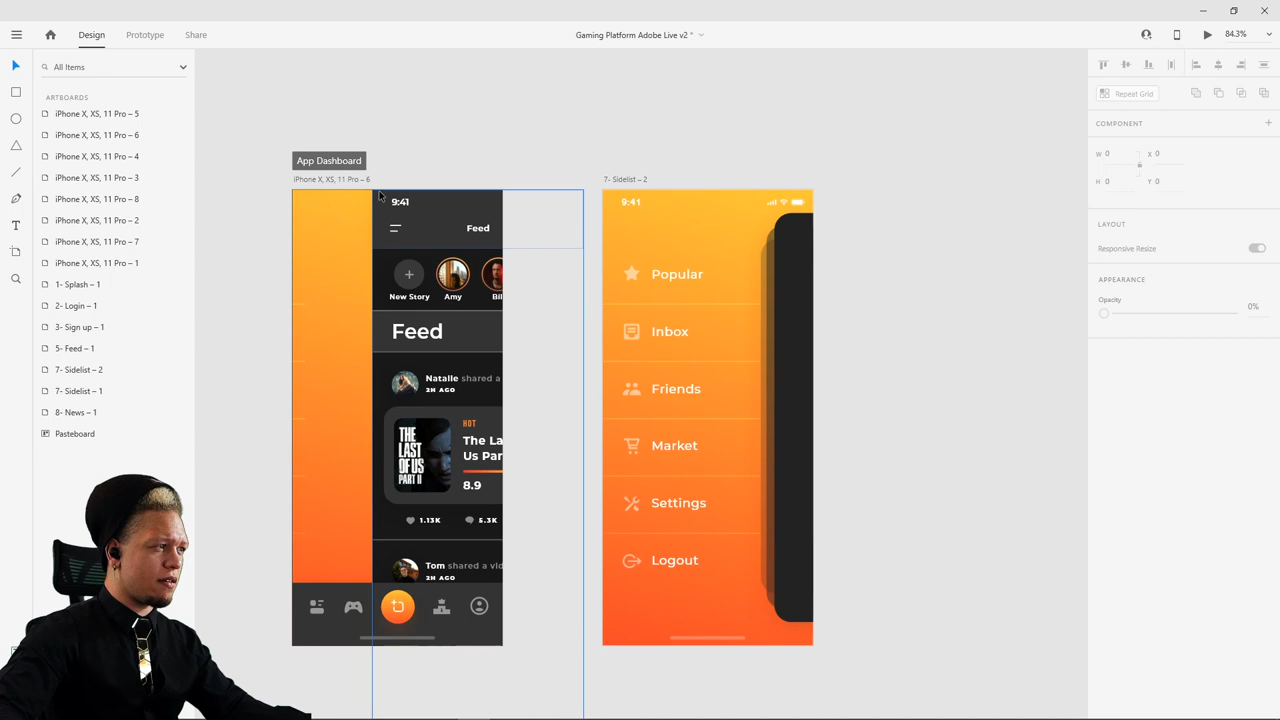 Design
Prototype
Share
Gaming Platform Adobe Live v2 *
84.3%
All Items
ARTBOARDS
iPhone X, XS, 11 Pro – 5
iPhone X, XS, 11 Pro – 6
iPhone X, XS, 11 Pro – 4
iPhone X, XS, 11 Pro – 3
iPhone X, XS, 11 Pro – 8
iPhone X, XS, 11 Pro – 2
iPhone X, XS, 11 Pro – 7
iPhone X, XS, 11 Pro – 1
1- Splash – 1
2- Login – 1
3- Sign up – 1
5- Feed – 1
7- Sidelist – 2
7- Sidelist – 1
8- News – 1
Pasteboard
App Dashboard
iPhone X, XS, 11 Pro – 6
9:41
Feed
New Story
Amy
Bil
Feed
Natalie shared a
2H AGO
THE LAST OF US PART II
HOT
The La
Us Par
8.9
1.13K
5.3K
Tom shared a vid
2H AGO
7- Sidelist – 2
9:41
Popular
Inbox
Friends
Market
Settings
Logout
Repeat Grid
COMPONENT
W 0
X 0
H 0
Y 0
LAYOUT
Responsive Resize
APPEARANCE
Opacity
0%